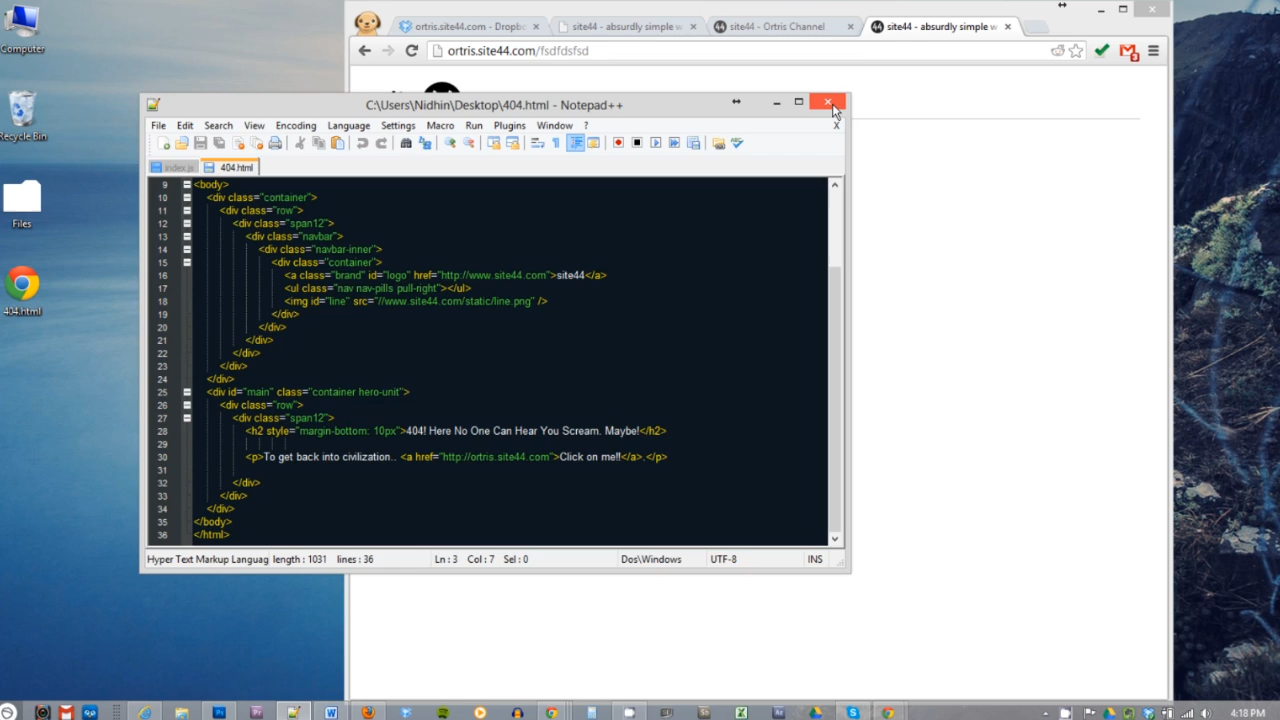 Computer
Recycle Bin
Files
404.html
ortris.site44.com - Dropb
site44 - absurdly simple w
site44 - Ortris Channel
site44 - absurdly simple w
ortris.site44.com/fsdfdsfsd
C:\Users\Nidhin\Desktop\404.html - Notepad++
File Edit Search View Encoding Language Settings Macro Run Plugins Window ?
index.js 404.html
9 <body>
10 <div class="container">
11 <div class="row">
12 <div class="span12">
13 <div class="navbar">
14 <div class="navbar-inner">
15 <div class="container">
16 <a class="brand" id="logo" href="http://www.site44.com">site44</a>
17 <ul class="nav nav-pills pull-right"></ul>
18 <img id="line" src="//www.site44.com/static/line.png" />
19 </div>
20 </div>
21 </div>
22 </div>
23 </div>
24 </div>
25 <div id="main" class="container hero-unit">
26 <div class="row">
27 <div class="span12">
28 <h2 style="margin-bottom: 10px">404! Here No One Can Hear You Scream. Maybe!</h2>
29
30 <p>To get back into civilization.. <a href="http://ortris.site44.com">Click on me!!</a>.</p>
31
32 </div>
33 </div>
34 </div>
35 </body>
36 </html>
Hyper Text Markup Languag length : 1031 lines : 36 Ln : 3 Col : 7 Sel : 0 Dos\Windows UTF-8 INS
4:18 PM